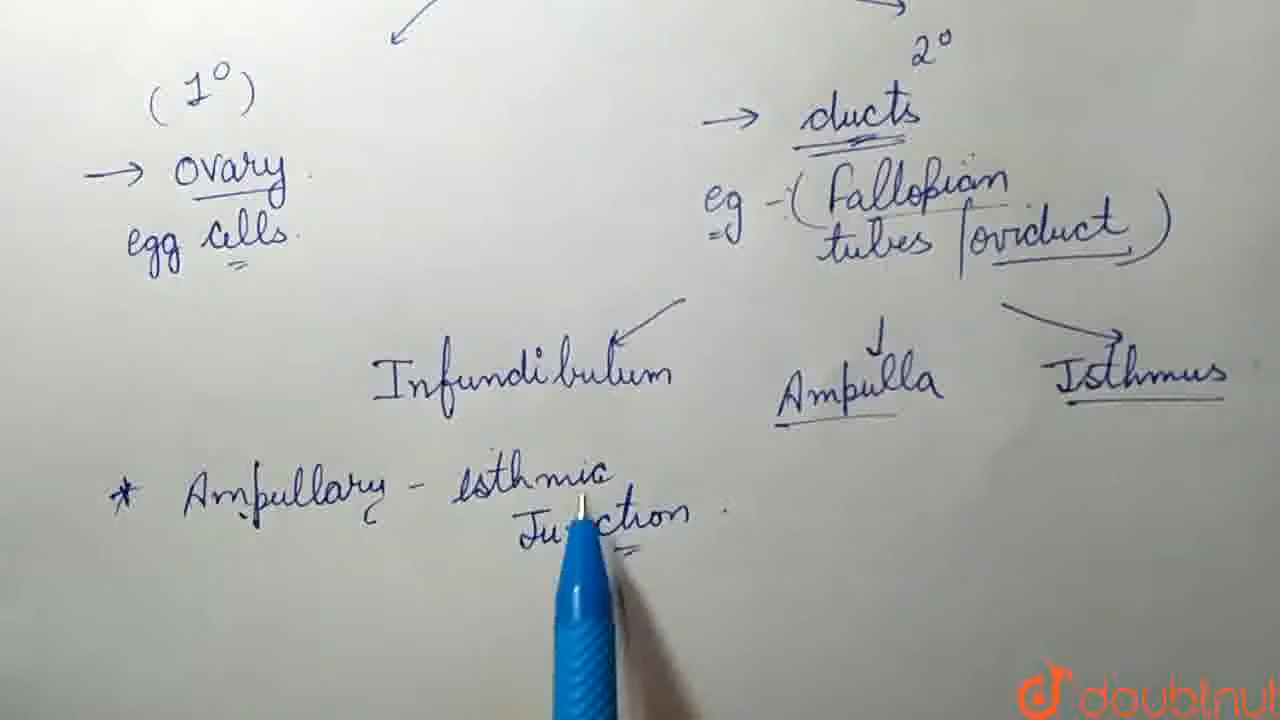 (1°)
→ ovary.
egg cells.
2°
→ ducts
eg - (Fallopian
tubes / oviduct)
Infundibulum
Ampulla
Isthmus
* Ampullary - isthmic
Junction.
doubtnut